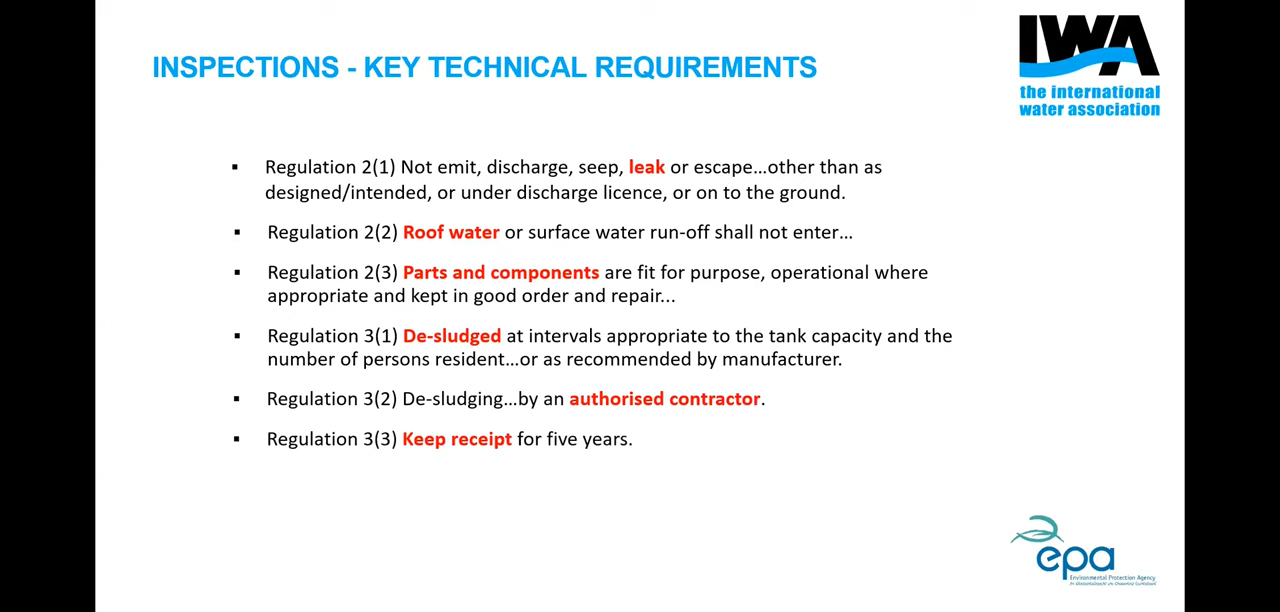 INSPECTIONS - KEY TECHNICAL REQUIREMENTS
IWA
the international
water association
▪ Regulation 2(1) Not emit, discharge, seep, leak or escape…other than as
designed/intended, or under discharge licence, or on to the ground.
▪ Regulation 2(2) Roof water or surface water run-off shall not enter…
▪ Regulation 2(3) Parts and components are fit for purpose, operational where
appropriate and kept in good order and repair...
▪ Regulation 3(1) De-sludged at intervals appropriate to the tank capacity and the
number of persons resident…or as recommended by manufacturer.
▪ Regulation 3(2) De-sludging…by an authorised contractor.
▪ Regulation 3(3) Keep receipt for five years.
epa
Environmental Protection Agency